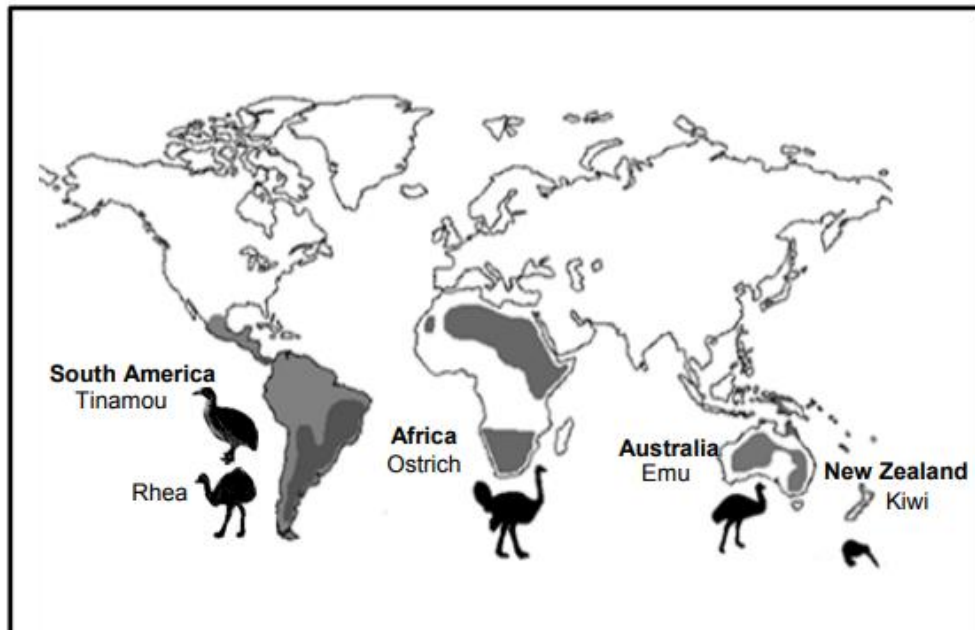 South America
Tinamou
Rhea
Africa
Ostrich
Australia
Emu
New Zealand
Kiwi